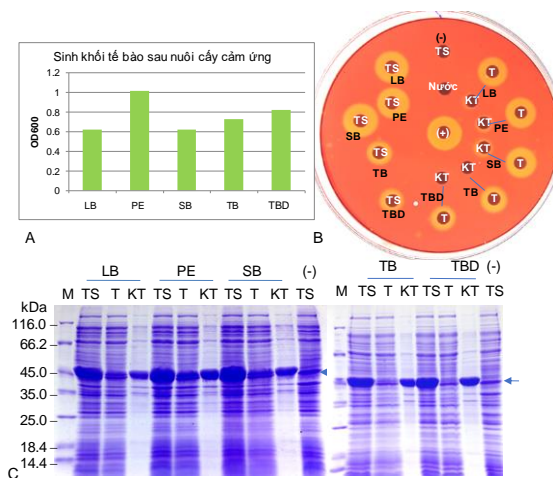 Sinh khối tế bào sau nuôi cấy cảm ứng
OD600
1.2
1
0.8
0.6
0.4
0.2
0
LB PE SB TB TBD
A
(-)
TS
TS
LB
Nước
T
LB
KT
TS
PE
KT
T
PE
TS
SB
(+)
KT
SB
T
TS
TB
KT
TB
T
KT
TBD
TS
TBD
T
B
LB PE SB (-)
M TS T KT TS T KT TS T KT TS
kDa
116.0
66.2
45.0
35.0
25.0
18.4
14.4
TB TBD (-)
M TS T KT TS T KT TS
C